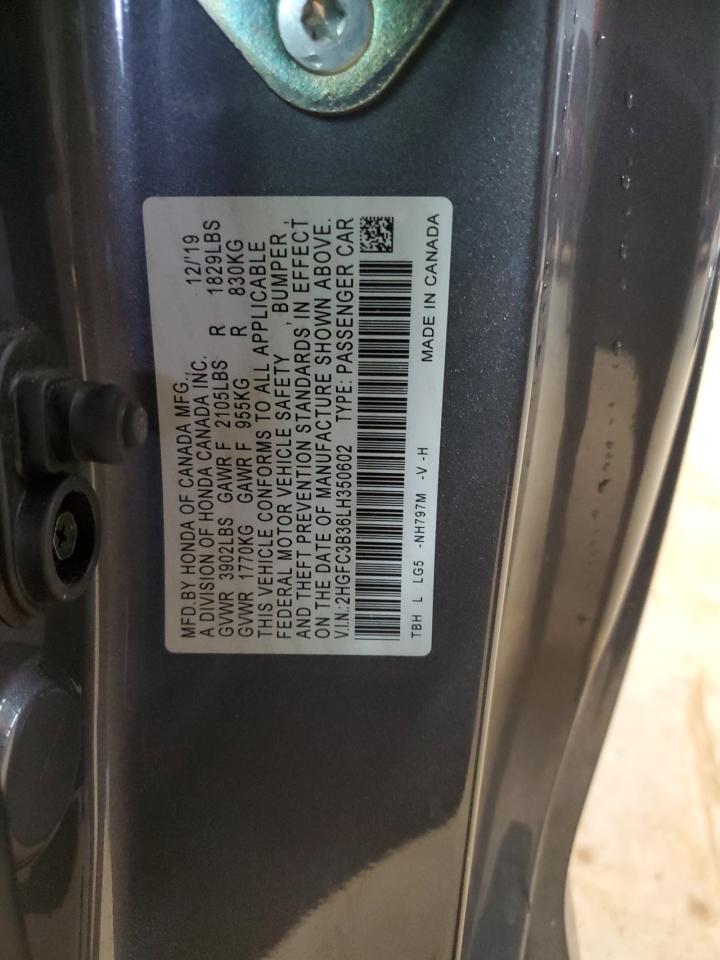 MFD.BY HONDA OF CANADA MFG. 12/'19
A DIVISION OF HONDA CANADA INC.
GVWR 3902LBS GAWR F 2105LBS R 1829LBS
GVWR 1770KG GAWR F 955KG R 830KG
THIS VEHICLE CONFORMS TO ALL APPLICABLE
FEDERAL MOTOR VEHICLE SAFETY , BUMPER ,
AND THEFT PREVENTION STANDARDS IN EFFECT
ON THE DATE OF MANUFACTURE SHOWN ABOVE.
V.I.N.:2HGFC3B36LH350602 TYPE: PASSENGER CAR
TBH L LG5 -NH797M -V -H MADE IN CANADA